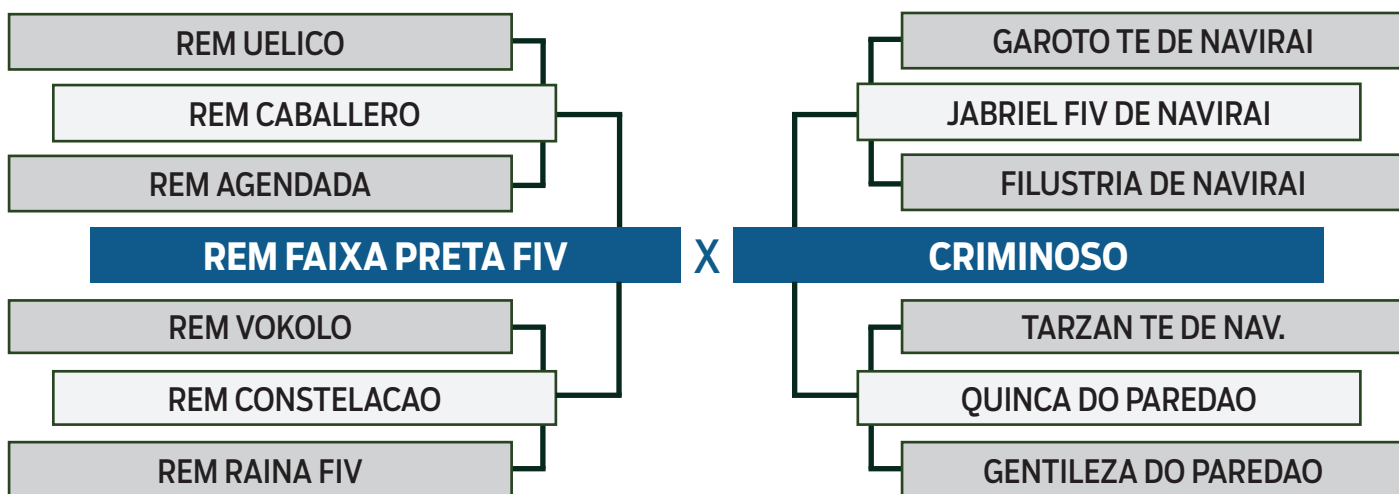 REM UELICO
GAROTO TE DE NAVIRAI
REM CABALLERO
JABRIEL FIV DE NAVIRAI
REM AGENDADA
FILUSTRIA DE NAVIRAI
REM FAIXA PRETA FIV X CRIMINOSO
REM VOKOLO
TARZAN TE DE NAV.
REM CONSTELACAO
QUINCA DO PAREDAO
REM RAINA FIV
GENTILEZA DO PAREDAO